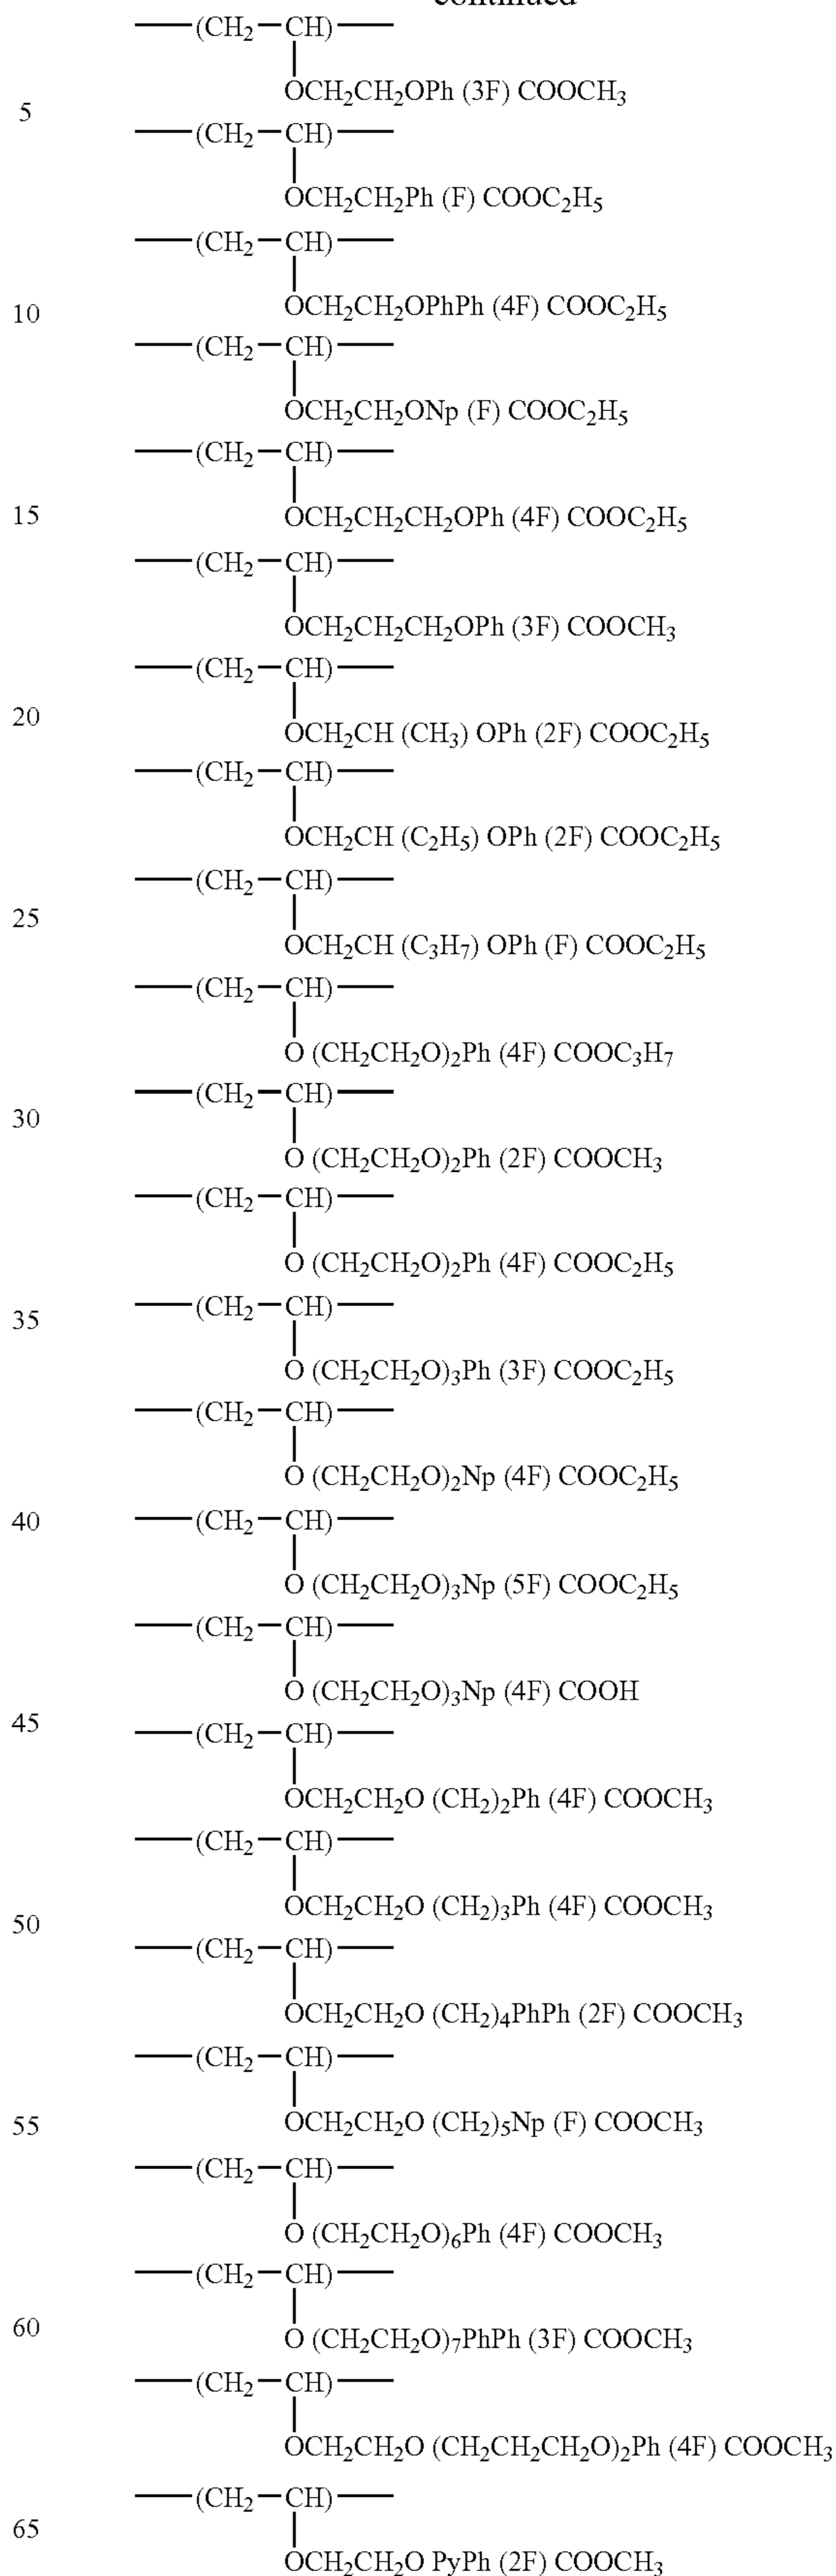 ——(CH₂—CH)——
OCH₂CH₂OPh (3F) COOCH₃
5
——(CH₂—CH)——
OCH₂CH₂Ph (F) COOC₂H₅
——(CH₂—CH)——
OCH₂CH₂OPhPh (4F) COOC₂H₅
10
——(CH₂—CH)——
OCH₂CH₂ONp (F) COOC₂H₅
——(CH₂—CH)——
OCH₂CH₂CH₂OPh (4F) COOC₂H₅
15
——(CH₂—CH)——
OCH₂CH₂CH₂OPh (3F) COOCH₃
——(CH₂—CH)——
20
OCH₂CH (CH₃) OPh (2F) COOC₂H₅
——(CH₂—CH)——
OCH₂CH (C₂H₅) OPh (2F) COOC₂H₅
——(CH₂—CH)——
25
OCH₂CH (C₃H₇) OPh (F) COOC₂H₅
——(CH₂—CH)——
O (CH₂CH₂O)₂Ph (4F) COOC₃H₇
——(CH₂—CH)——
30
O (CH₂CH₂O)₂Ph (2F) COOCH₃
——(CH₂—CH)——
O (CH₂CH₂O)₂Ph (4F) COOC₂H₅
——(CH₂—CH)——
35
O (CH₂CH₂O)₃Ph (3F) COOC₂H₅
——(CH₂—CH)——
O (CH₂CH₂O)₂Np (4F) COOC₂H₅
40
——(CH₂—CH)——
O (CH₂CH₂O)₃Np (5F) COOC₂H₅
——(CH₂—CH)——
O (CH₂CH₂O)₃Np (4F) COOH
45
——(CH₂—CH)——
OCH₂CH₂O (CH₂)₂Ph (4F) COOCH₃
——(CH₂—CH)——
OCH₂CH₂O (CH₂)₃Ph (4F) COOCH₃
50
——(CH₂—CH)——
OCH₂CH₂O (CH₂)₄PhPh (2F) COOCH₃
——(CH₂—CH)——
55
OCH₂CH₂O (CH₂)₅Np (F) COOCH₃
——(CH₂—CH)——
O (CH₂CH₂O)₆Ph (4F) COOCH₃
——(CH₂—CH)——
60
O (CH₂CH₂O)₇PhPh (3F) COOCH₃
——(CH₂—CH)——
OCH₂CH₂O (CH₂CH₂CH₂O)₂Ph (4F) COOCH₃
——(CH₂—CH)——
65
OCH₂CH₂O PyPh (2F) COOCH₃